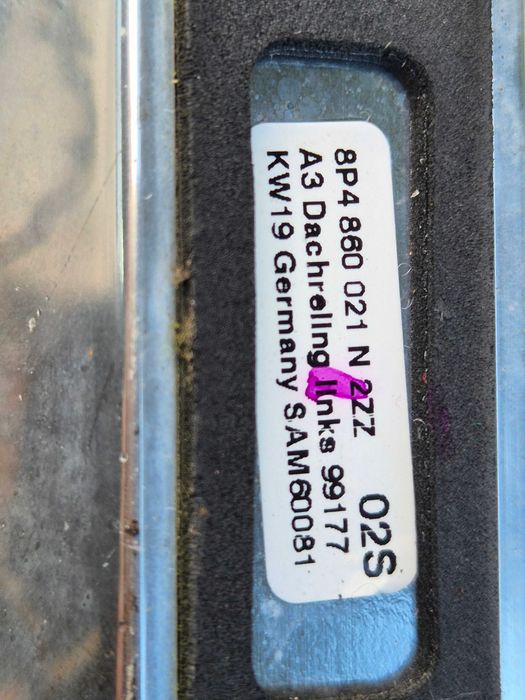 8P4 860 021 N 2ZZ
02S
A3 Dachreling links 99177
KW19 Germany SAM60081